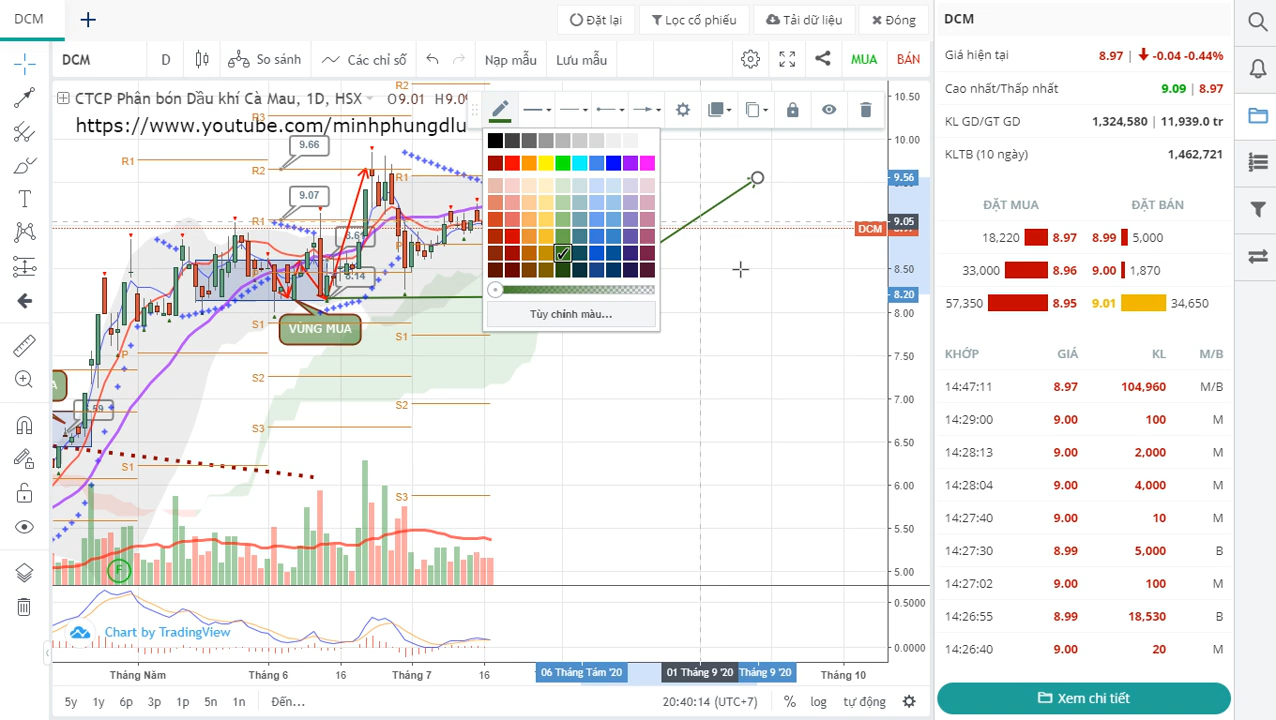 DCM
Đặt lại
Lọc cổ phiếu
Tải dữ liệu
Đóng
DCM
D
So sánh
Các chỉ số
Nạp mẫu
Lưu mẫu
MUA
BÁN
CTCP Phân bón Dầu khí Cà Mau, 1D, HSX
O9.01
https://www.youtube.com/minhphungdlu
R2
R3
9.66
R1
R2
R1
9.07
R1
8.14
VÙNG MUA
S1
P
S1
S2
S2
S3
S1
S3
Tùy chỉnh màu...
10.50
10.00
9.56
9.05
DCM
8.50
8.20
8.00
7.50
7.00
6.50
6.00
5.50
5.00
0.5000
0.0000
F
Chart by TradingView
Tháng Năm
Tháng 6
16
Tháng 7
16
06 Tháng Tám '20
01 Tháng 9 '20
Tháng 9 '20
Tháng 10
5y
1y
6p
3p
1p
5n
1n
Đến...
20:40:14 (UTC+7)
%
log
tự động
DCM
Giá hiện tại 8.97 | -0.04 -0.44%
Cao nhất/Thấp nhất 9.09 | 8.97
KL GD/GT GD 1,324,580 | 11,939.0 tr
KLTB (10 ngày) 1,462,721
ĐẶT MUA ĐẶT BÁN
18,220 8.97 8.99 5,000
33,000 8.96 9.00 1,870
57,350 8.95 9.01 34,650
KHỚP GIÁ KL M/B
14:47:11 8.97 104,960 M/B
14:29:00 9.00 100 M
14:28:13 9.00 2,000 M
14:28:04 9.00 4,000 M
14:27:40 9.00 10 M
14:27:30 8.99 5,000 B
14:27:02 9.00 100 M
14:26:55 8.99 18,530 B
14:26:40 9.00 20 M
Xem chi tiết